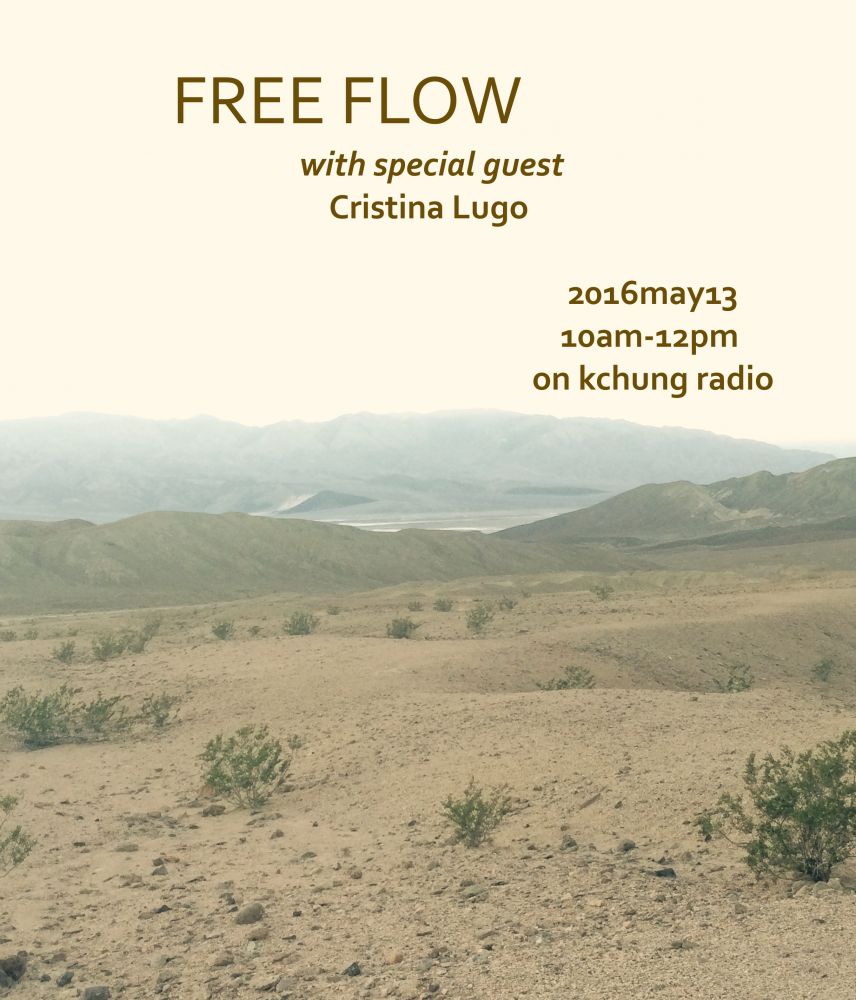 FREE FLOW
with special guest
Cristina Lugo
2016may13
10am-12pm
on kchung radio